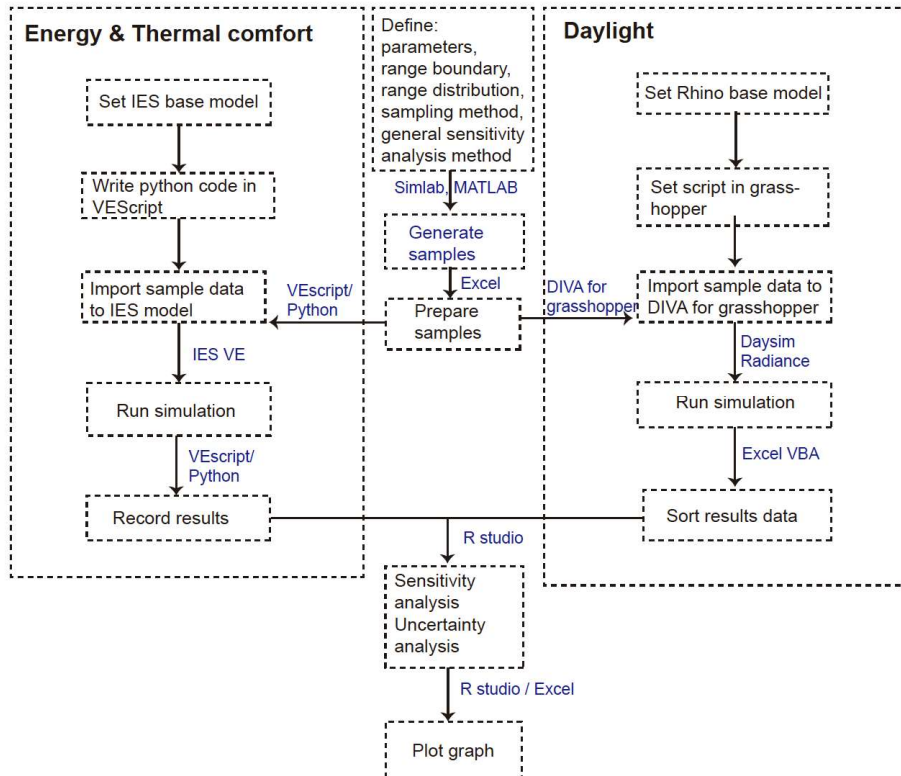 Energy & Thermal comfort
Set IES base model
Write python code in
VEScript
Import sample data
to IES model
IES VE
Run simulation
VEscript/
Python
Record results
Define:
parameters,
range boundary,
range distribution,
sampling method,
general sensitivity
analysis method
Simlab, MATLAB
Generate
samples
Excel
Prepare
samples
VEscript/
Python
DIVA for
grasshopper
Daylight
Set Rhino base model
Set script in grass-
hopper
Import sample data to
DIVA for grasshopper
Daysim
Radiance
Run simulation
Excel VBA
Sort results data
R studio
Sensitivity
analysis
Uncertainty
analysis
R studio / Excel
Plot graph